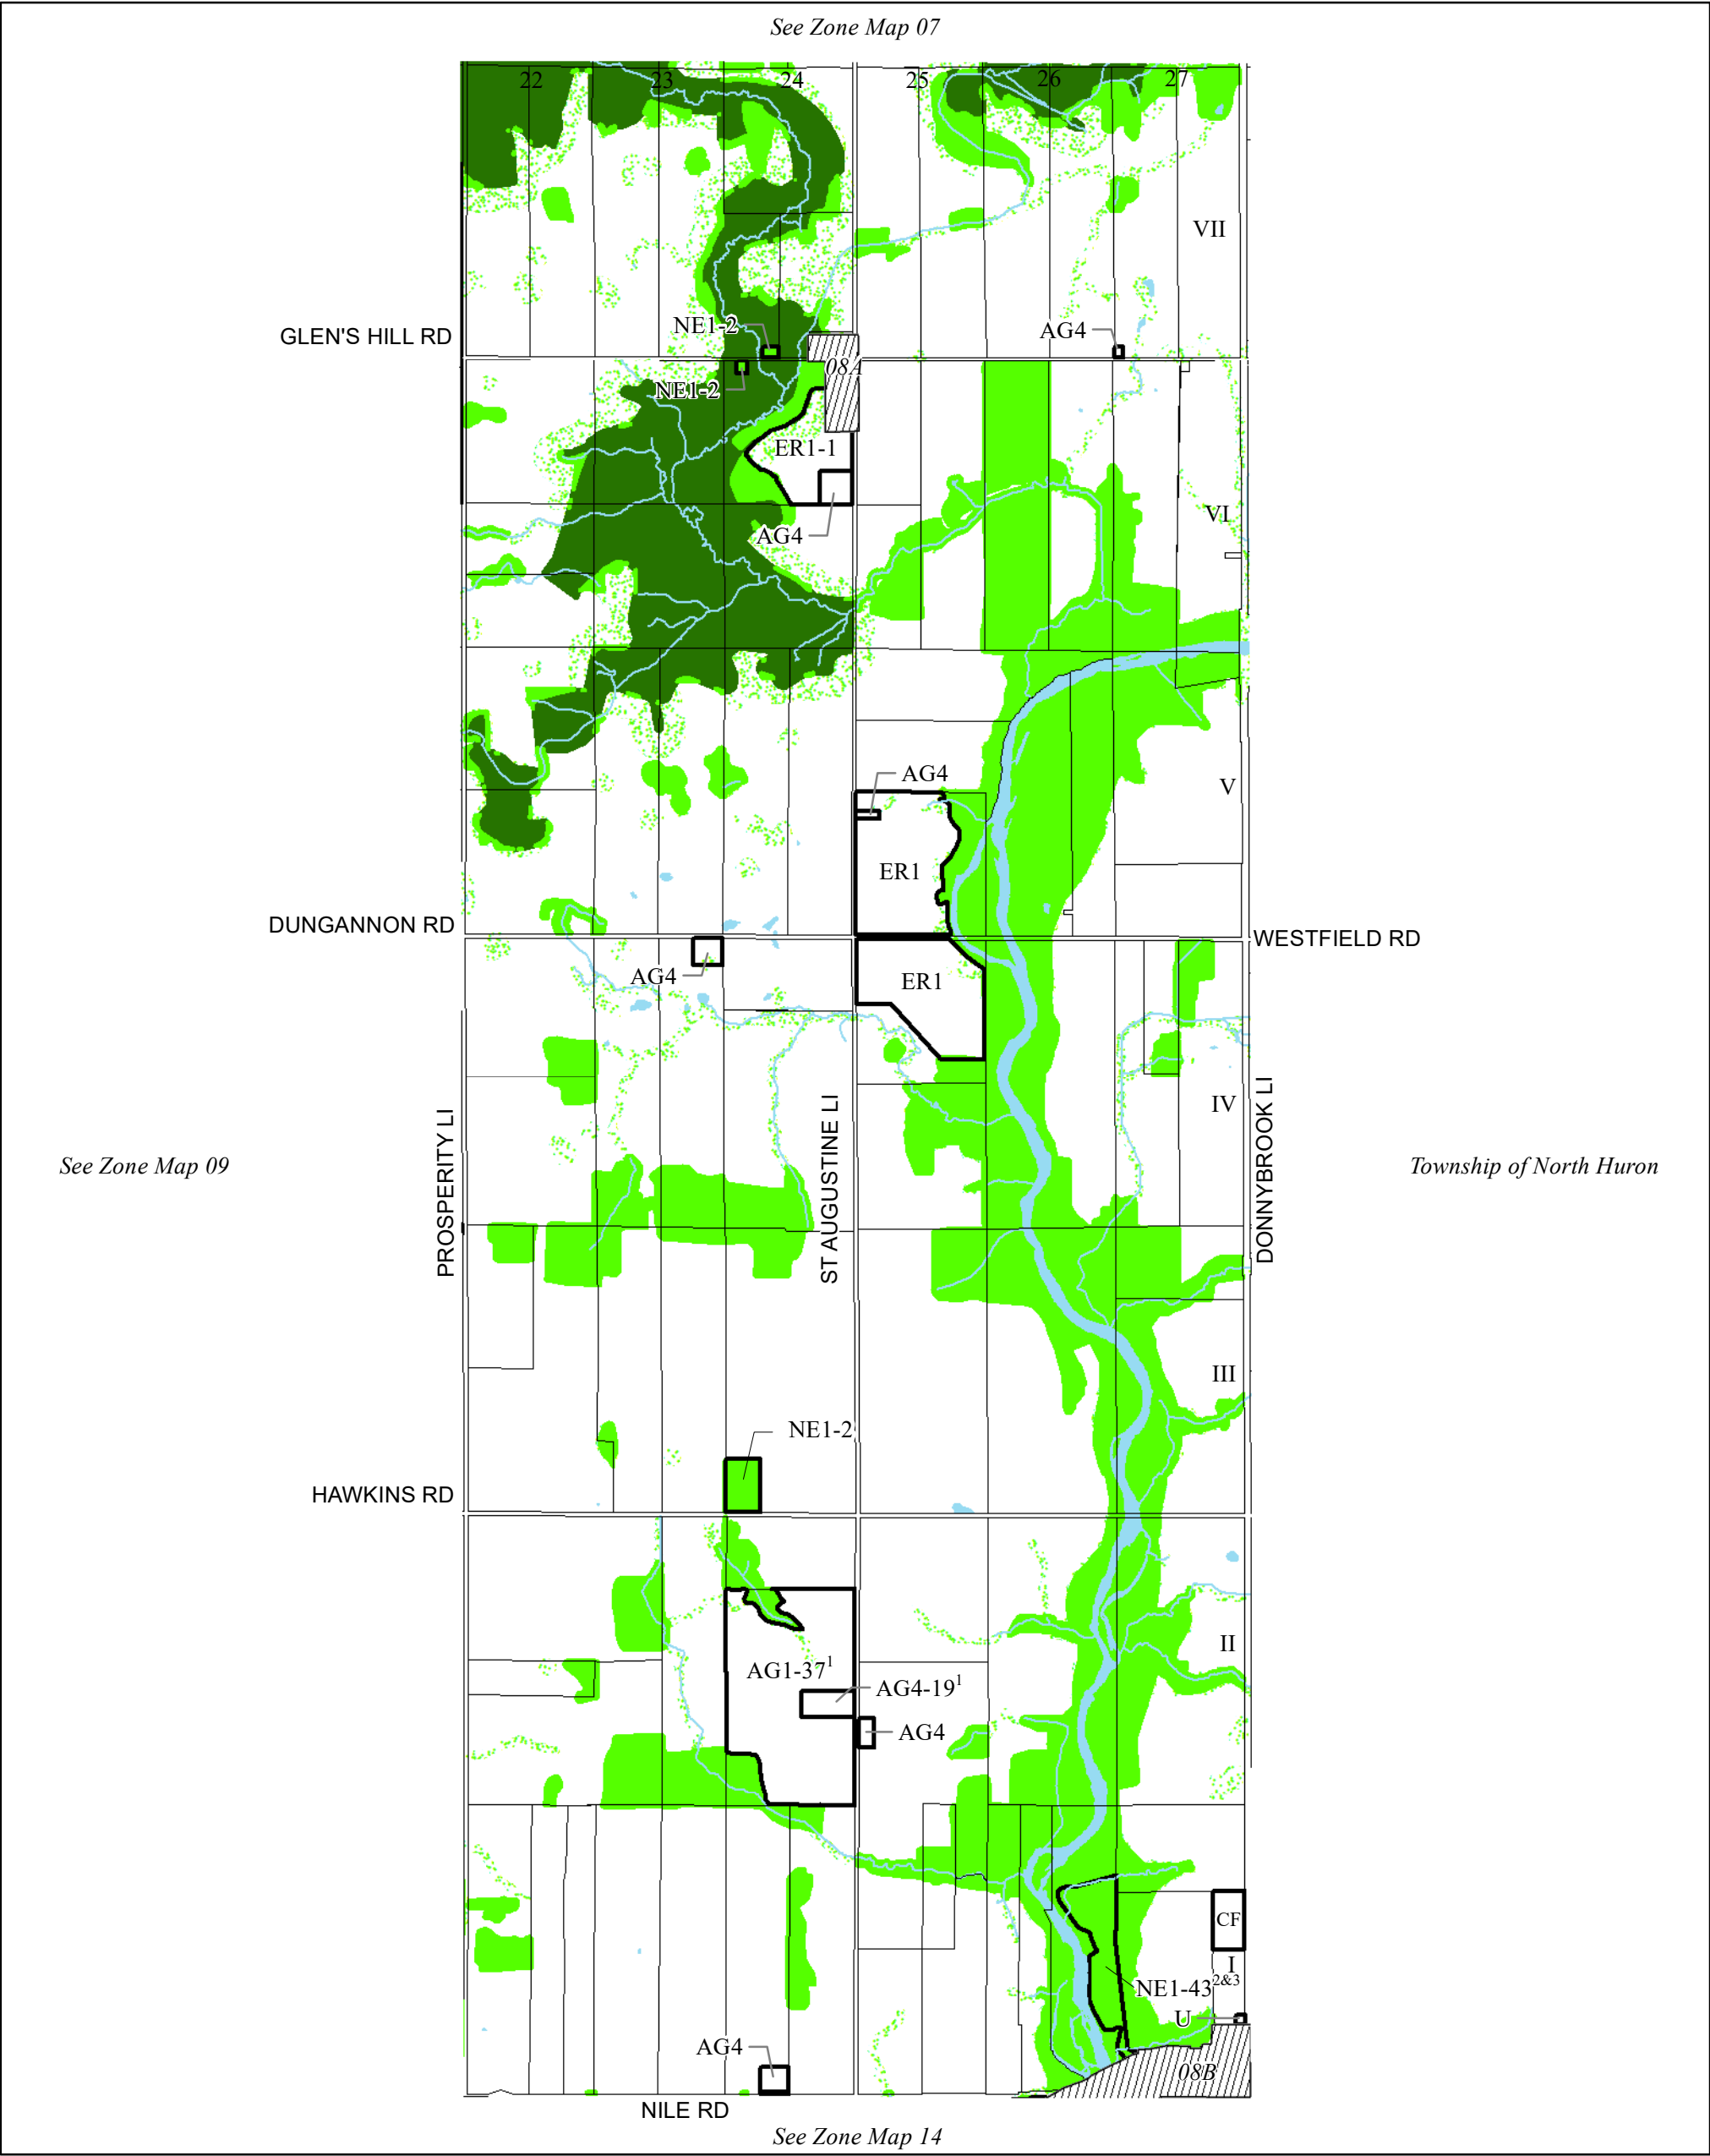 See Zone Map 07
22 23 24 25 26 27
VII
NE1-2
AG4
GLEN'S HILL RD
08A
NE1-2
ER1-1
VI
AG4
AG4
V
ER1
DUNGANNON RD
WESTFIELD RD
AG4
ER1
IV
PROSPERITY LI
ST AUGUSTINE LI
DONNYBROOK LI
See Zone Map 09
Township of North Huron
III
NE1-2
HAWKINS RD
II
AG1-37¹
AG4-19¹
AG4
CF
I
NE1-43²&³
U
AG4
08B
NILE RD
See Zone Map 14